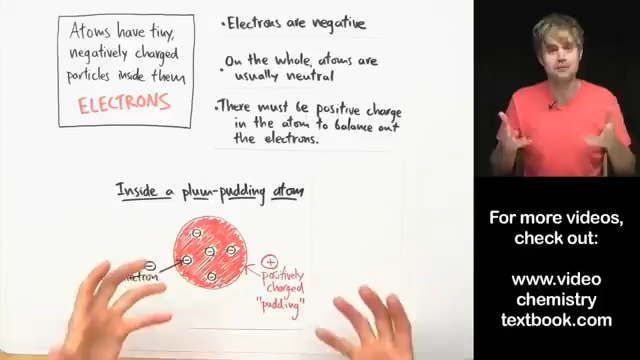 Atoms have tiny,
negatively charged
particles inside them
ELECTRONS
• Electrons are negative
• On the whole, atoms are
usually neutral
• There must be positive charge
in the atom to balance out
the electrons.
Inside a plum-pudding atom
+
positively
charged
"pudding"
For more videos,
check out:
www.video
chemistry
textbook.com